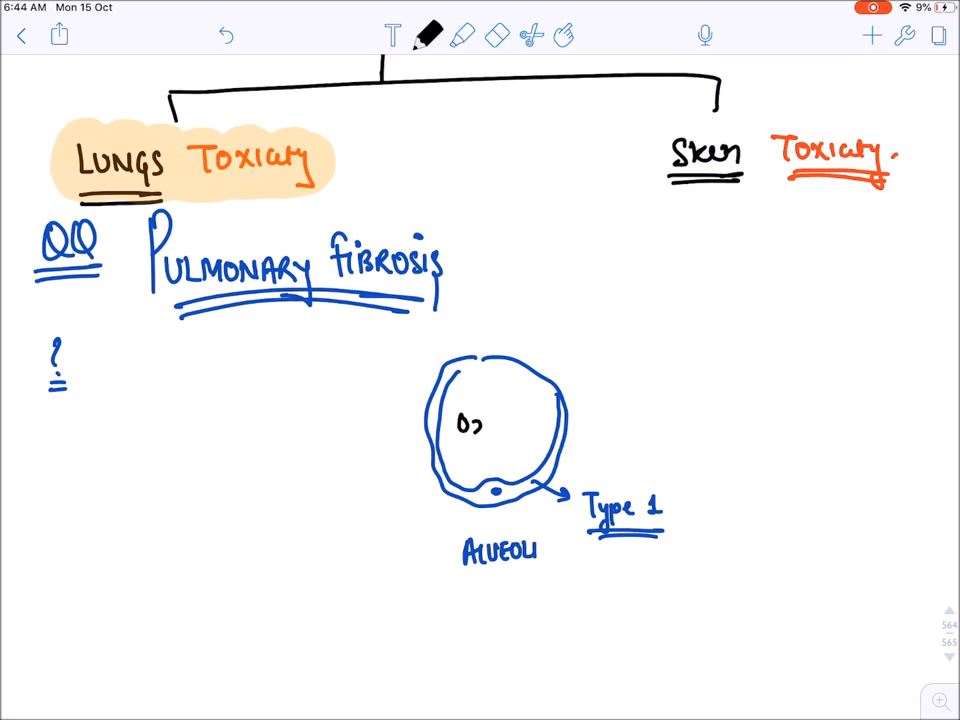 6:44 AM Mon 15 Oct 9%
T
LUNGS Toxicity
Skin Toxicity.
QQ PULMONARY FIBROSIS
?
O2
Type 1
ALVEOLI
564
565